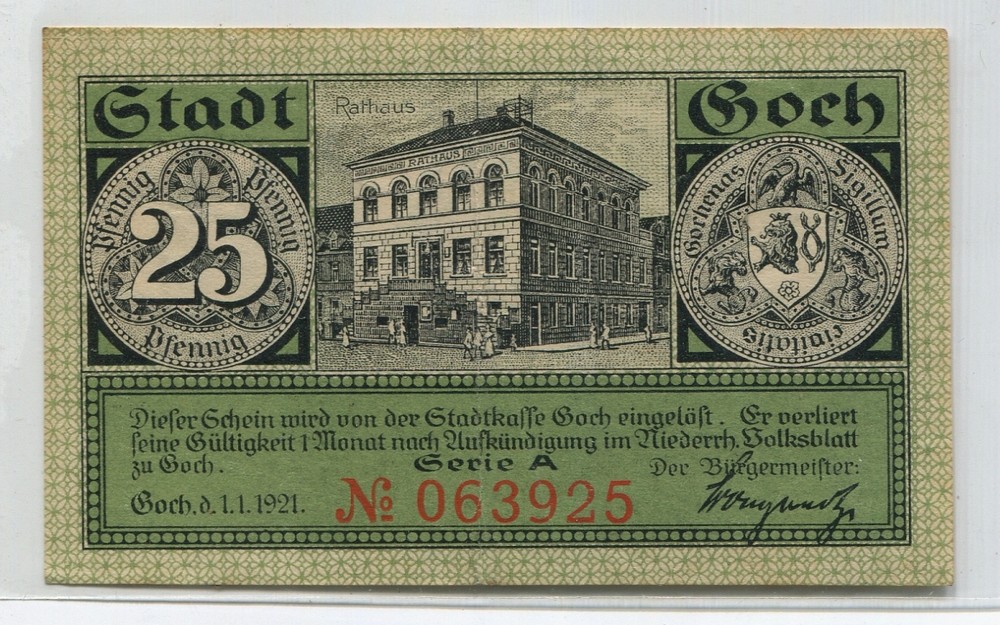 Stadt
Goch
Rathaus
RATHAUS
Pfennig
Pfennig
25
Pfennig
Gochenas Sigillum
civitatis
Dieser Schein wird von der Stadtkasse Goch eingelöst. Er verliert
seine Gültigkeit 1 Monat nach Aufkündigung im Niederrh. Volksblatt
zu Goch.
Serie A
Der Bürgermeister:
Goch, d. 1.1.1921.
№ 063925